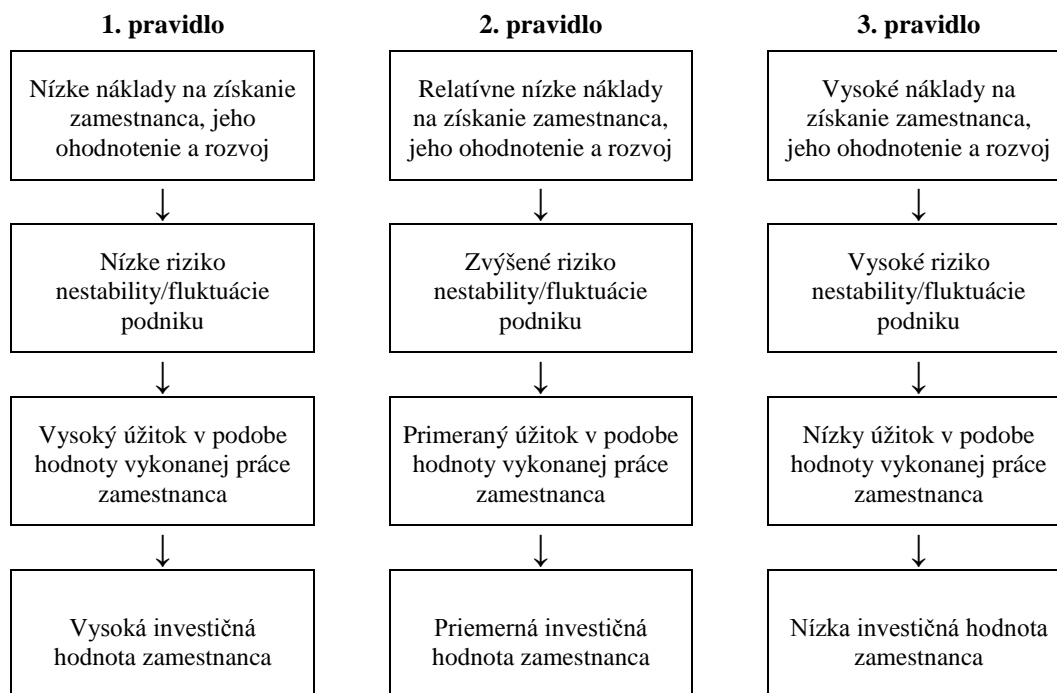 1. pravidlo
Nízke náklady na získanie
zamestnanca, jeho
ohodnotenie a rozvoj
↓
Nízke riziko
nestability/fluktuácie
podniku
↓
Vysoký úžitok v podobe
hodnoty vykonanej práce
zamestnanca
↓
Vysoká investičná
hodnota zamestnanca
2. pravidlo
Relatívne nízke náklady
na získanie zamestnanca,
jeho ohodnotenie a rozvoj
↓
Zvýšené riziko
nestability/fluktuácie
podniku
↓
Primeraný úžitok v podobe
hodnoty vykonanej práce
zamestnanca
↓
Priemerná investičná
hodnota zamestnanca
3. pravidlo
Vysoké náklady na
získanie zamestnanca,
jeho ohodnotenie a rozvoj
↓
Vysoké riziko
nestability/fluktuácie
podniku
↓
Nízky úžitok v podobe
hodnoty vykonanej práce
zamestnanca
↓
Nízka investičná hodnota
zamestnanca